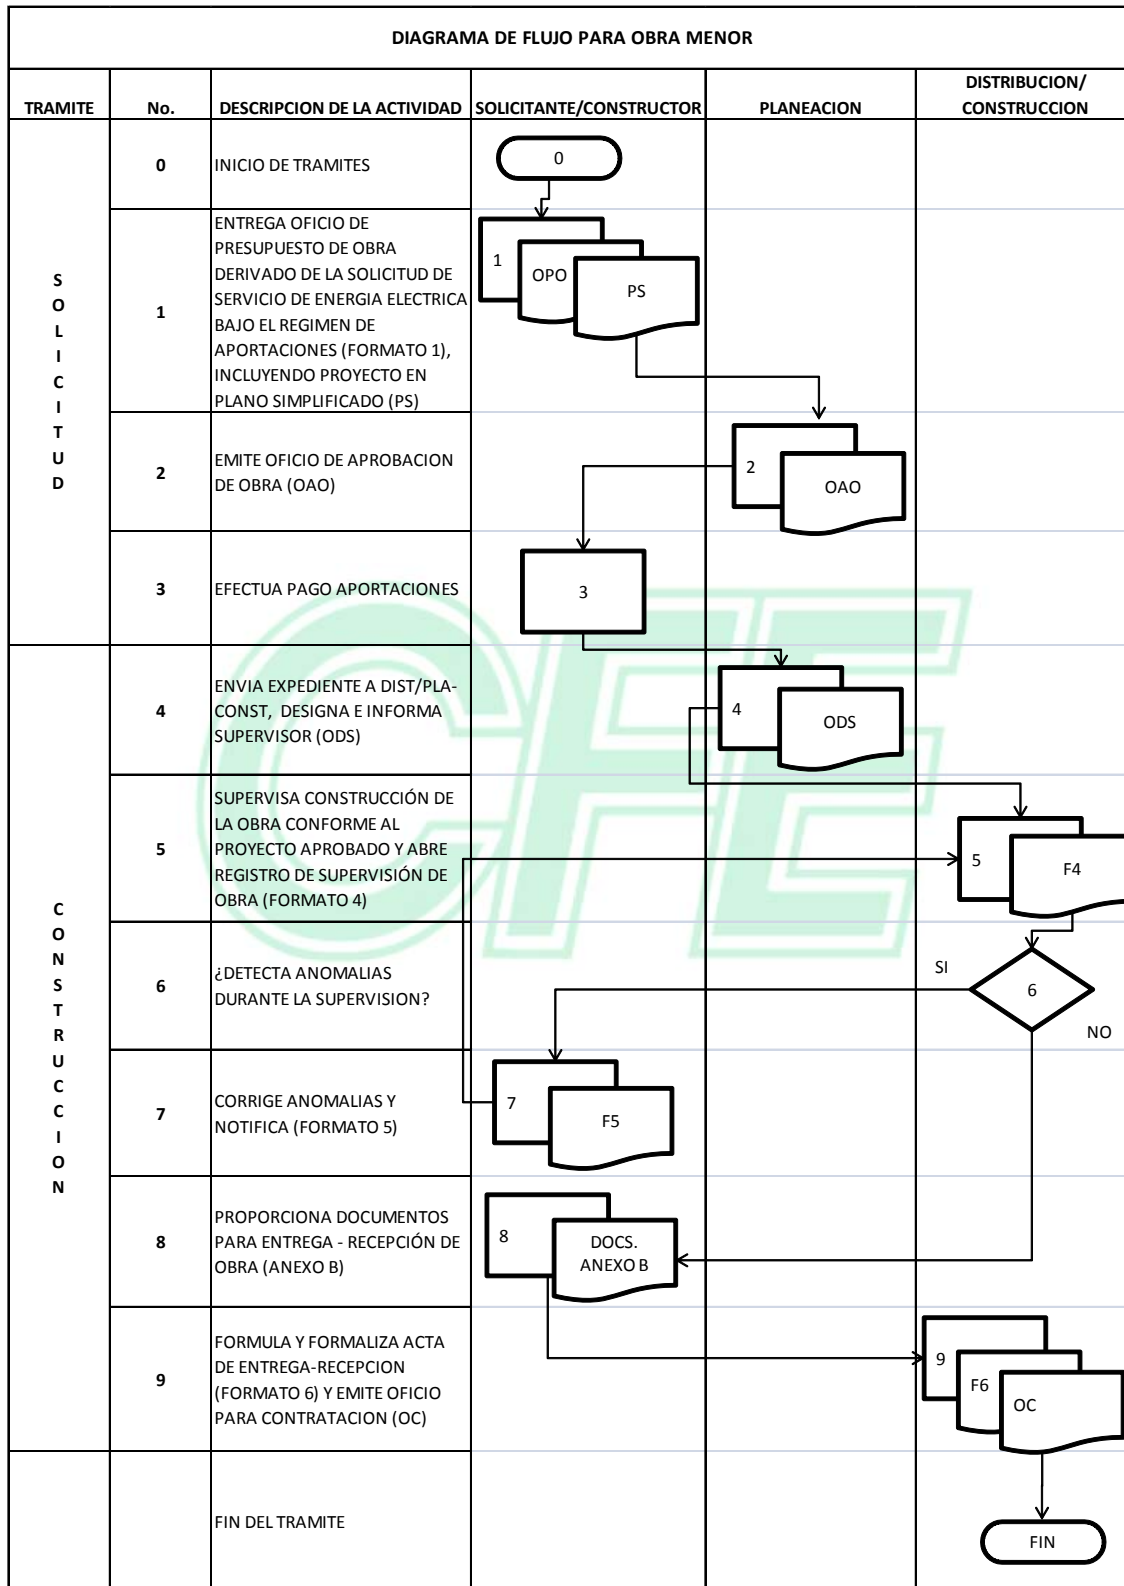 DIAGRAMA DE FLUJO PARA OBRA MENOR
TRAMITE
No.
DESCRIPCION DE LA ACTIVIDAD
SOLICITANTE/CONSTRUCTOR
PLANEACION
DISTRIBUCION/
CONSTRUCCION
SOLICITUD
0
INICIO DE TRAMITES
0
1
ENTREGA OFICIO DE
PRESUPUESTO DE OBRA
DERIVADO DE LA SOLICITUD DE
SERVICIO DE ENERGIA ELECTRICA
BAJO EL REGIMEN DE
APORTACIONES (FORMATO 1),
INCLUYENDO PROYECTO EN
PLANO SIMPLIFICADO (PS)
1
OPO
PS
2
EMITE OFICIO DE APROBACION
DE OBRA (OAO)
2
OAO
3
EFECTUA PAGO APORTACIONES
3
CONSTRUCCION
4
ENVIA EXPEDIENTE A DIST/PLA-
CONST, DESIGNA E INFORMA
SUPERVISOR (ODS)
4
ODS
5
SUPERVISA CONSTRUCCIÓN DE
LA OBRA CONFORME AL
PROYECTO APROBADO Y ABRE
REGISTRO DE SUPERVISIÓN DE
OBRA (FORMATO 4)
5
F4
6
¿DETECTA ANOMALIAS
DURANTE LA SUPERVISION?
SI
6
NO
7
CORRIGE ANOMALIAS Y
NOTIFICA (FORMATO 5)
7
F5
8
PROPORCIONA DOCUMENTOS
PARA ENTREGA - RECEPCIÓN DE
OBRA (ANEXO B)
8
DOCS.
ANEXO B
9
FORMULA Y FORMALIZA ACTA
DE ENTREGA-RECEPCION
(FORMATO 6) Y EMITE OFICIO
PARA CONTRATACION (OC)
9
F6
OC
FIN DEL TRAMITE
FIN
CFE